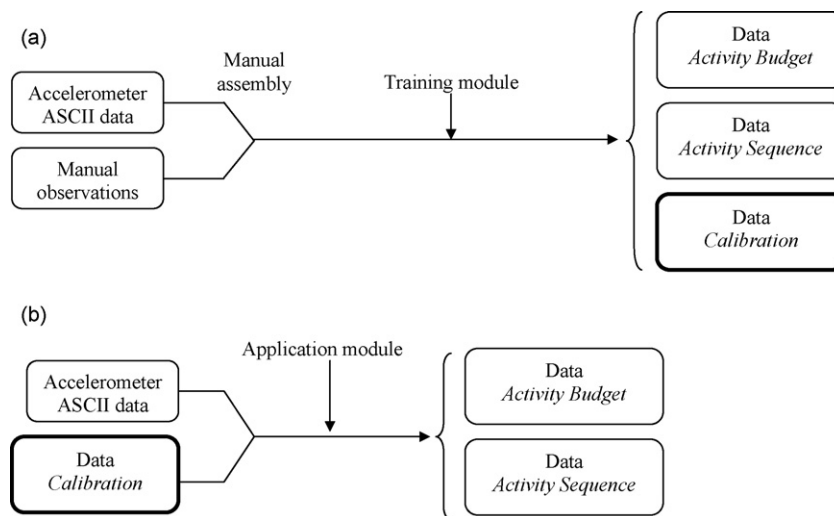 (a)
Manual
assembly
Accelerometer
ASCII data
Manual
observations
Training module
Data
Activity Budget
Data
Activity Sequence
Data
Calibration
(b)
Application module
Accelerometer
ASCII data
Data
Calibration
Data
Activity Budget
Data
Activity Sequence